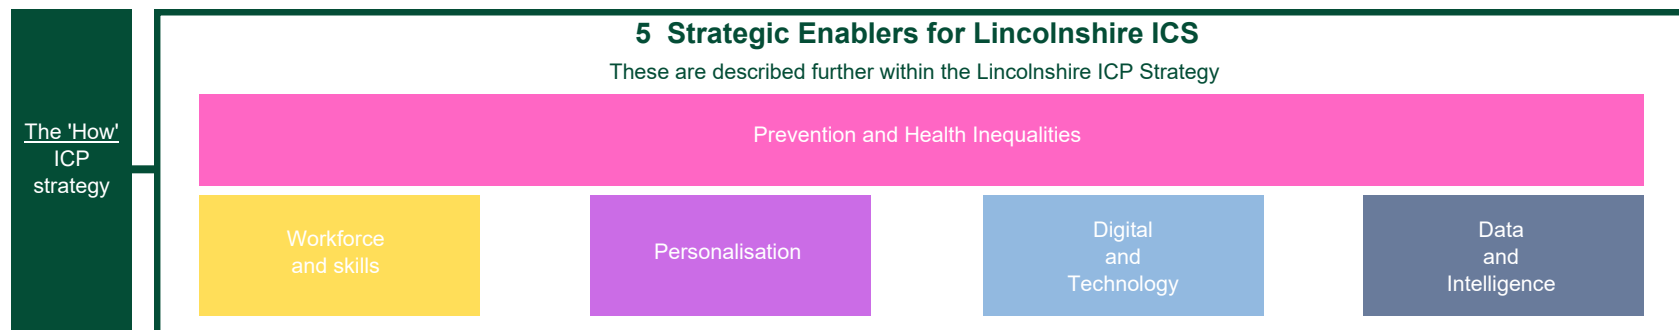 5 Strategic Enablers for Lincolnshire ICS
These are described further within the Lincolnshire ICP Strategy
The 'How'
ICP
strategy
Prevention and Health Inequalities
Workforce
and skills
Personalisation
Digital
and
Technology
Data
and
Intelligence